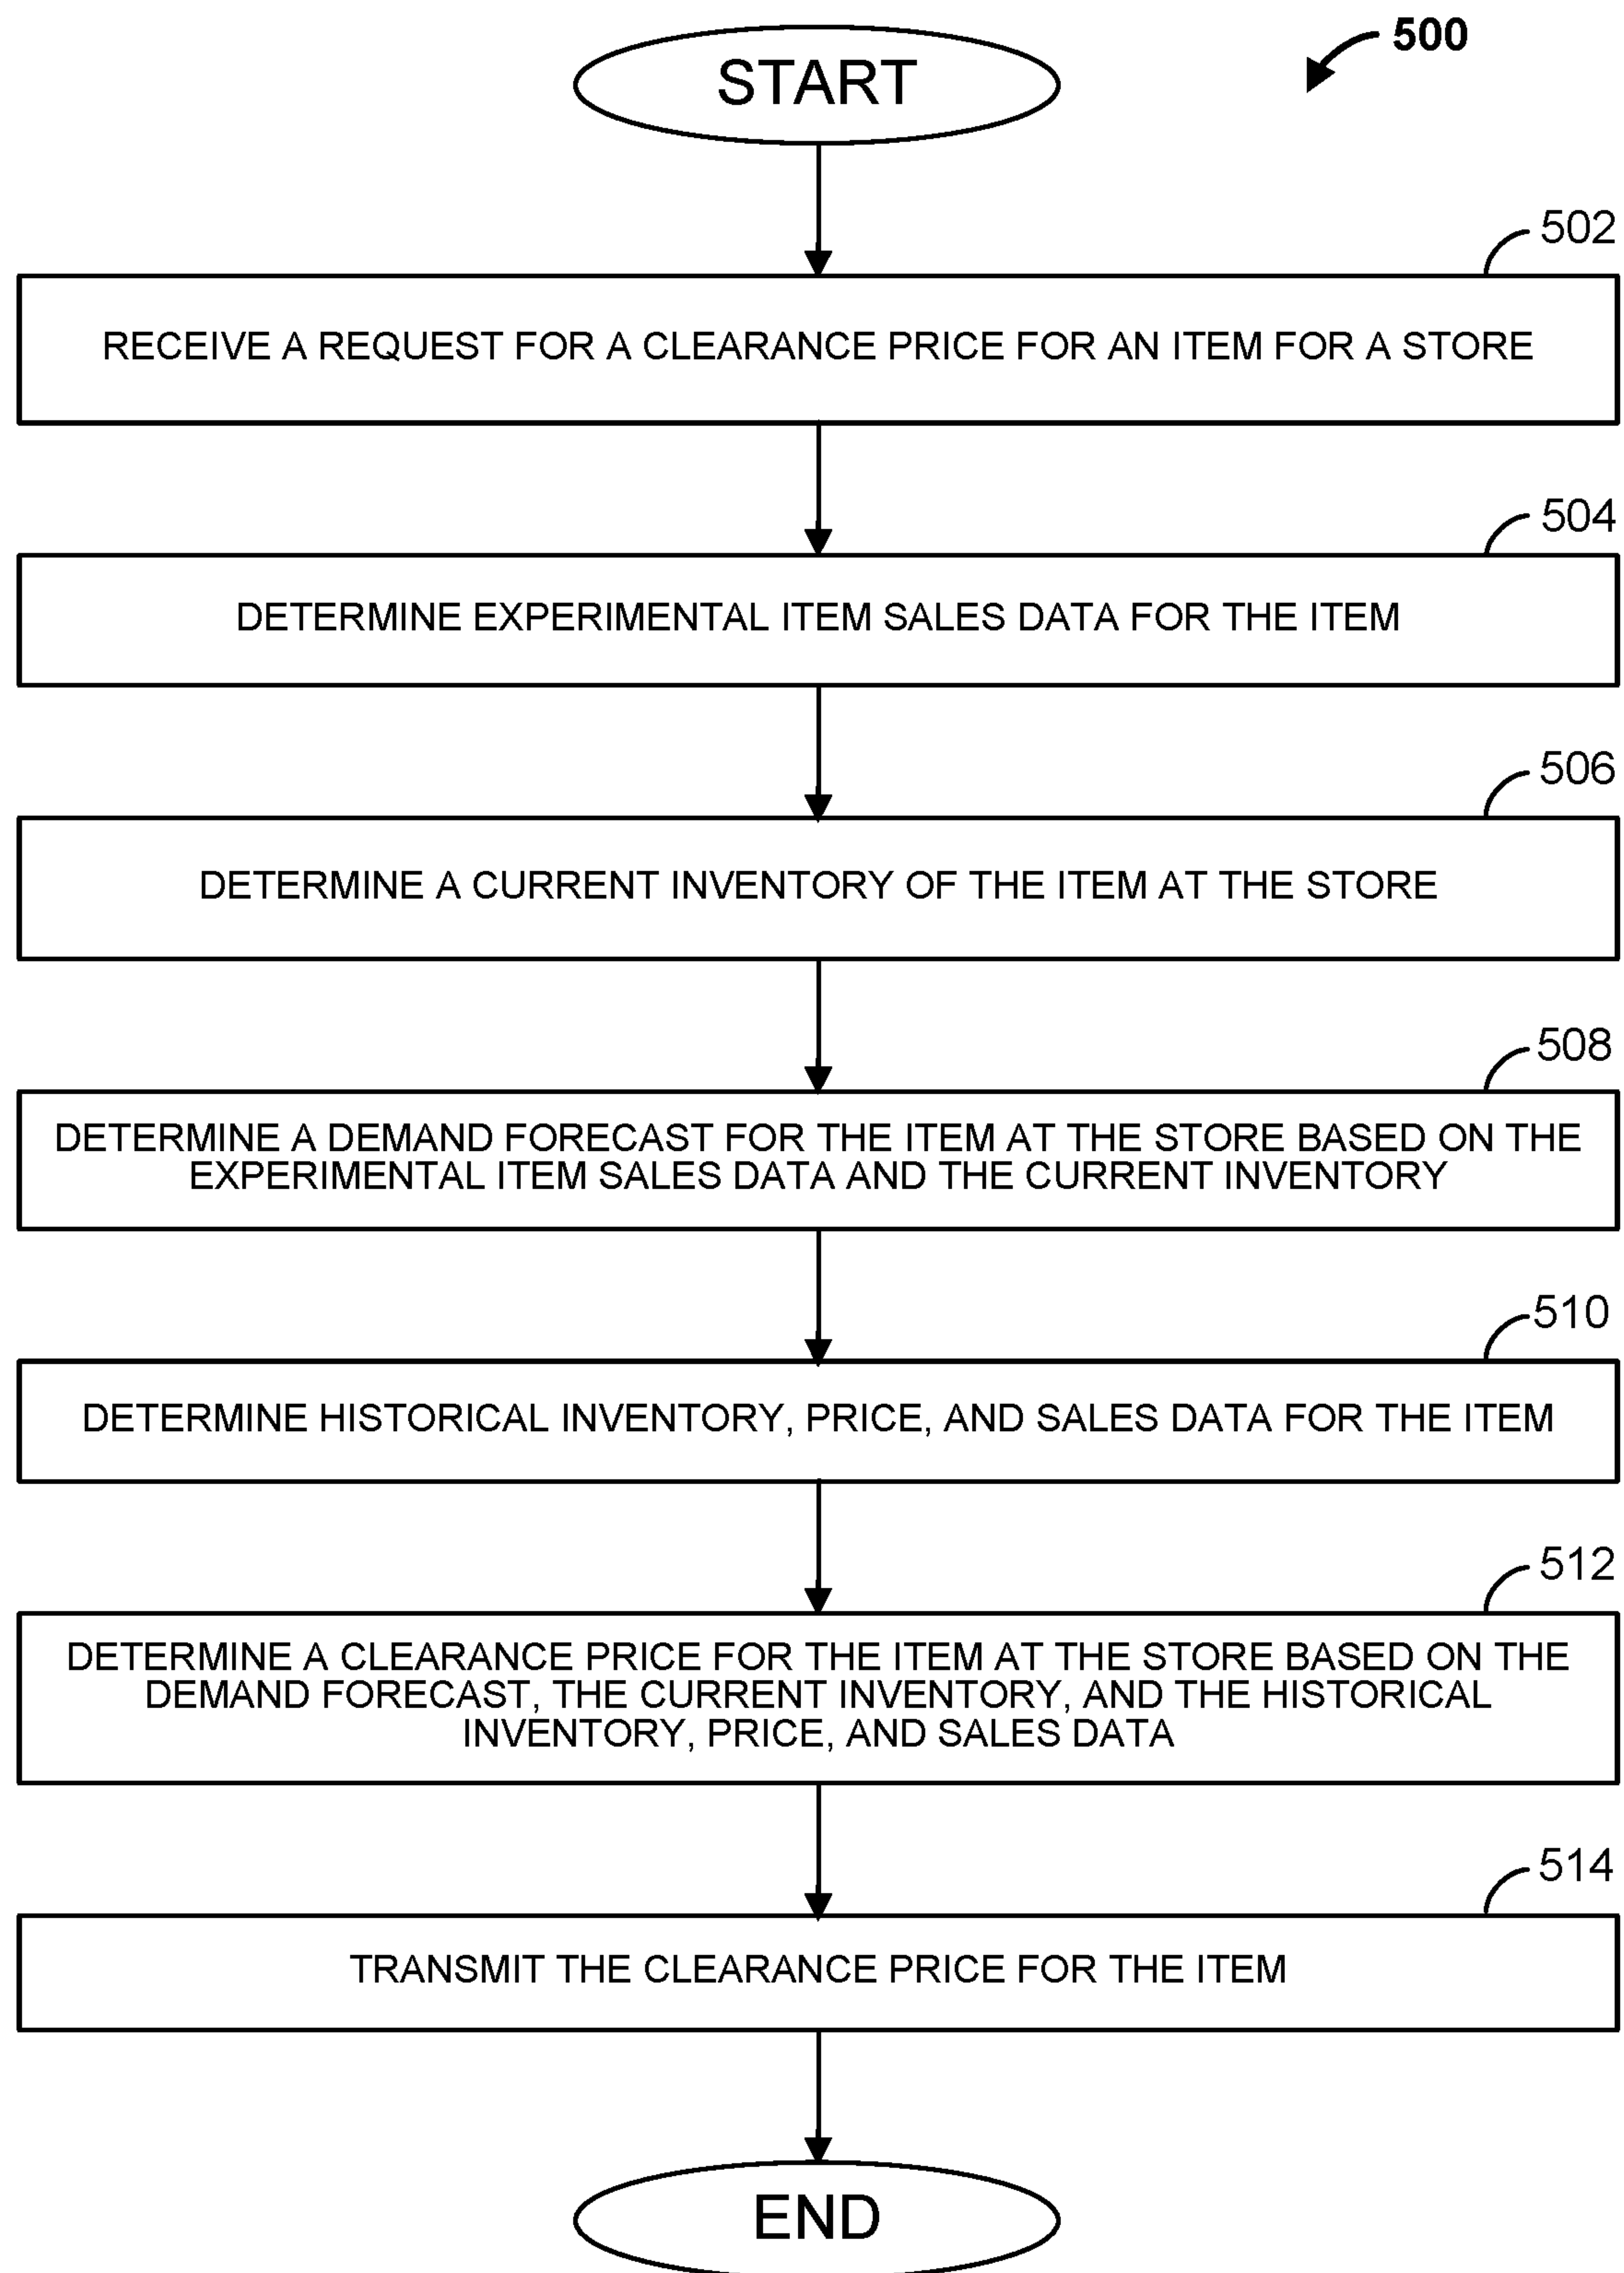 START
500
502
RECEIVE A REQUEST FOR A CLEARANCE PRICE FOR AN ITEM FOR A STORE
504
DETERMINE EXPERIMENTAL ITEM SALES DATA FOR THE ITEM
506
DETERMINE A CURRENT INVENTORY OF THE ITEM AT THE STORE
508
DETERMINE A DEMAND FORECAST FOR THE ITEM AT THE STORE BASED ON THE
EXPERIMENTAL ITEM SALES DATA AND THE CURRENT INVENTORY
510
DETERMINE HISTORICAL INVENTORY, PRICE, AND SALES DATA FOR THE ITEM
512
DETERMINE A CLEARANCE PRICE FOR THE ITEM AT THE STORE BASED ON THE
DEMAND FORECAST, THE CURRENT INVENTORY, AND THE HISTORICAL
INVENTORY, PRICE, AND SALES DATA
514
TRANSMIT THE CLEARANCE PRICE FOR THE ITEM
END